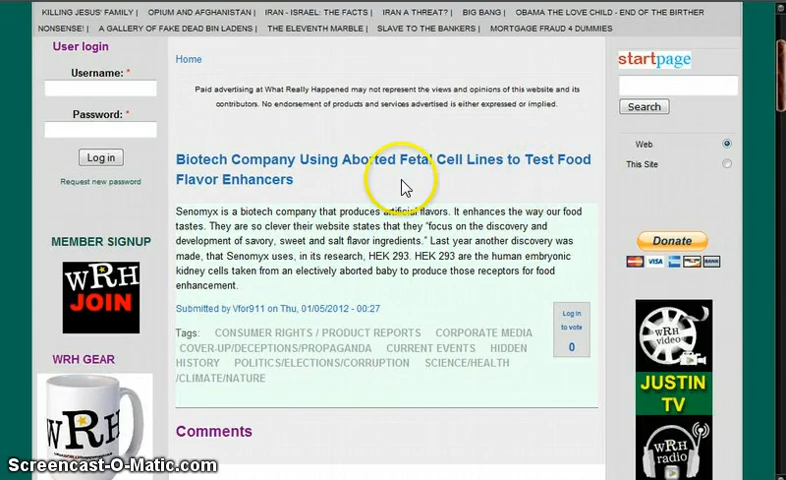 KILLING JESUS' FAMILY | OPIUM AND AFGHANISTAN | IRAN - ISRAEL: THE FACTS | IRAN A THREAT? | BIG BANG | OBAMA THE LOVE CHILD - END OF THE BIRTHER
NONSENSE! | A GALLERY OF FAKE DEAD BIN LADENS | THE ELEVENTH MARBLE | SLAVE TO THE BANKERS | MORTGAGE FRAUD 4 DUMMIES
User login
Username: *
Password: *
Log in
Request new password
MEMBER SIGNUP
WRH
JOIN
WRH GEAR
WRH
Home
Paid advertising at What Really Happened may not represent the views and opinions of this website and its
contributors. No endorsement of products and services advertised is either expressed or implied.
Biotech Company Using Aborted Fetal Cell Lines to Test Food
Flavor Enhancers
Senomyx is a biotech company that produces artificial flavors. It enhances the way our food
tastes. They are so clever their website states that they “focus on the discovery and
development of savory, sweet and salt flavor ingredients.” Last year another discovery was
made, that Senomyx uses, in its research, HEK 293. HEK 293 are the human embryonic
kidney cells taken from an electively aborted baby to produce those receptors for food
enhancement.
Submitted by Vfor911 on Thu, 01/05/2012 - 00:27
Log in
to vote
0
Tags: CONSUMER RIGHTS / PRODUCT REPORTS CORPORATE MEDIA
COVER-UP/DECEPTIONS/PROPAGANDA CURRENT EVENTS HIDDEN
HISTORY POLITICS/ELECTIONS/CORRUPTION SCIENCE/HEALTH
/CLIMATE/NATURE
Comments
startpage
Search
Web
This Site
Donate
VISA
BANK
WRH
video
JUSTIN
TV
WRH
radio
Screencast-O-Matic.com